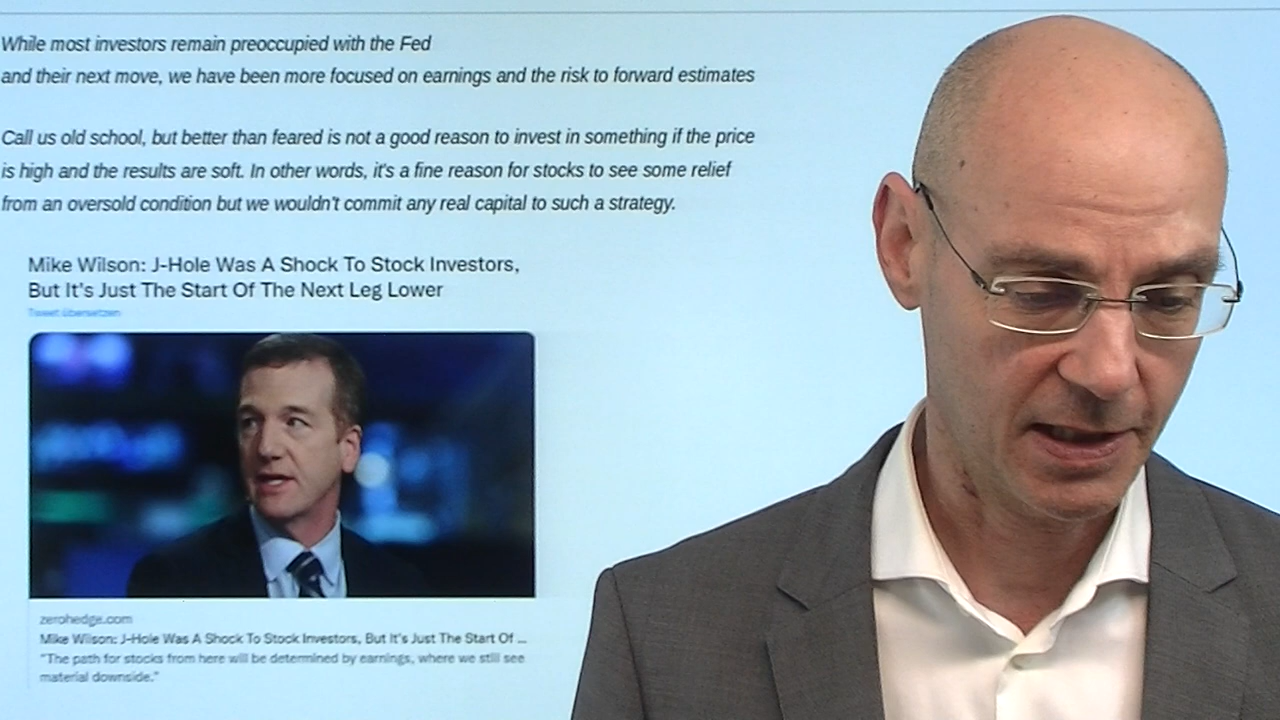 While most investors remain preoccupied with the Fed
and their next move, we have been more focused on earnings and the risk to forward estimates
Call us old school, but better than feared is not a good reason to invest in something if the price
is high and the results are soft. In other words, it's a fine reason for stocks to see some relief
from an oversold condition but we wouldn't commit any real capital to such a strategy.
Mike Wilson: J-Hole Was A Shock To Stock Investors,
But It's Just The Start Of The Next Leg Lower
Tweet übersetzen
zerohedge.com
Mike Wilson: J-Hole Was A Shock To Stock Investors, But It's Just The Start Of ...
"The path for stocks from here will be determined by earnings, where we still see
material downside."